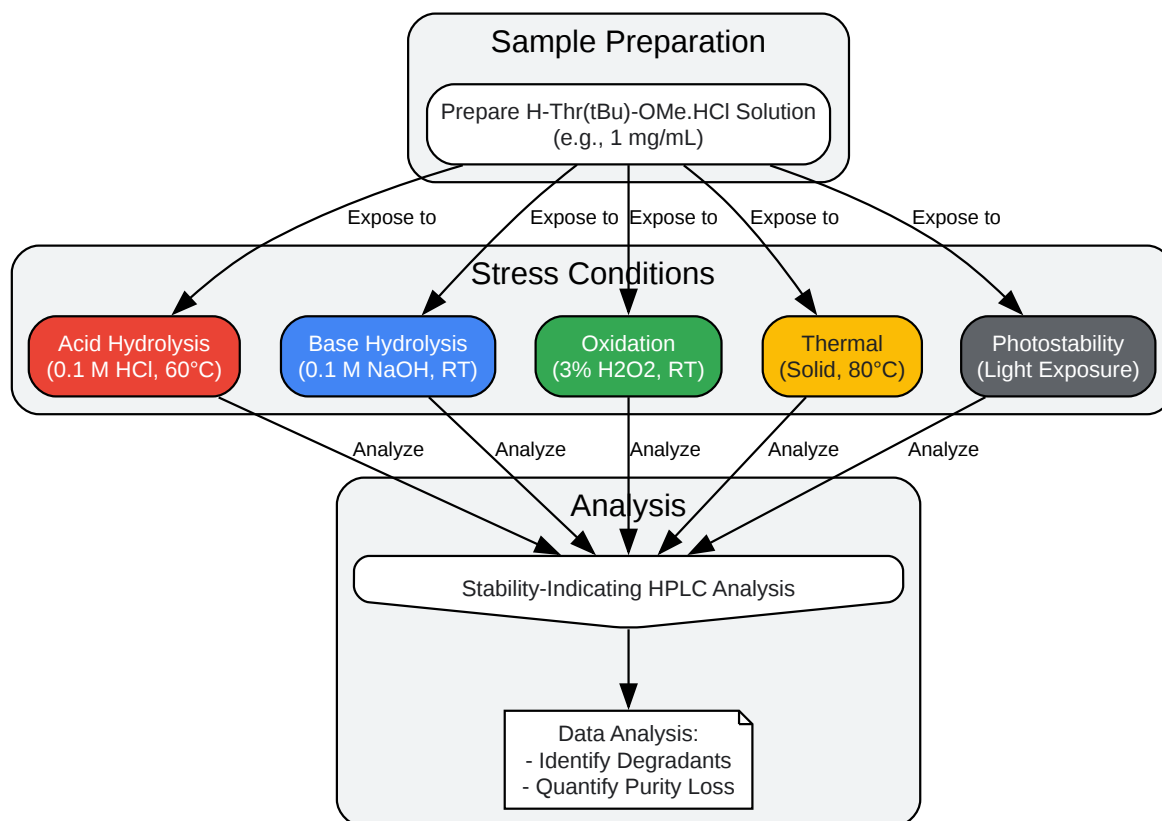 Sample Preparation
Prepare H-Thr(tBu)-OMe.HCl Solution
(e.g., 1 mg/mL)
Expose to
Expose to
Expose to
Expose to
Expose to
Stress Conditions
Acid Hydrolysis
(0.1 M HCl, 60°C)
Base Hydrolysis
(0.1 M NaOH, RT)
Oxidation
(3% H2O2, RT)
Thermal
(Solid, 80°C)
Photostability
(Light Exposure)
Analyze
Analyze
Analyze
Analyze
Analyze
Analysis
Stability-Indicating HPLC Analysis
Data Analysis:
- Identify Degradants
- Quantify Purity Loss